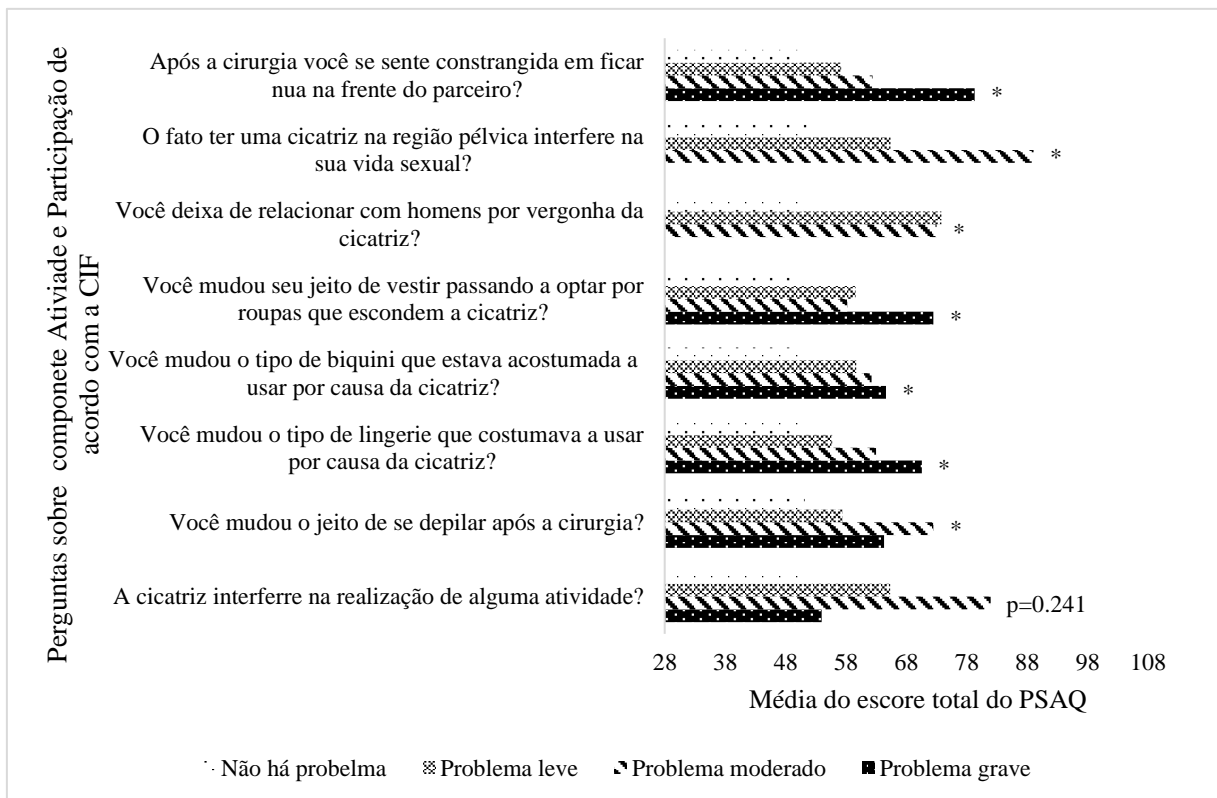 Perguntas sobre componete Ativiade e Participação de
acordo com a CIF
Após a cirurgia você se sente constrangida em ficar
nua na frente do parceiro?
*
O fato ter uma cicatriz na região pélvica interfere na
sua vida sexual?
*
Você deixa de relacionar com homens por vergonha da
cicatriz?
*
Você mudou seu jeito de vestir passando a optar por
roupas que escondem a cicatriz?
*
Você mudou o tipo de biquini que estava acostumada a
usar por causa da cicatriz?
*
Você mudou o tipo de lingerie que costumava a usar
por causa da cicatriz?
*
Você mudou o jeito de se depilar após a cirurgia?
*
A cicatriz interferre na realização de alguma atividade?
p=0.241
28 38 48 58 68 78 88 98 108
Média do escore total do PSAQ
Não há probelma Problema leve Problema moderado Problema grave